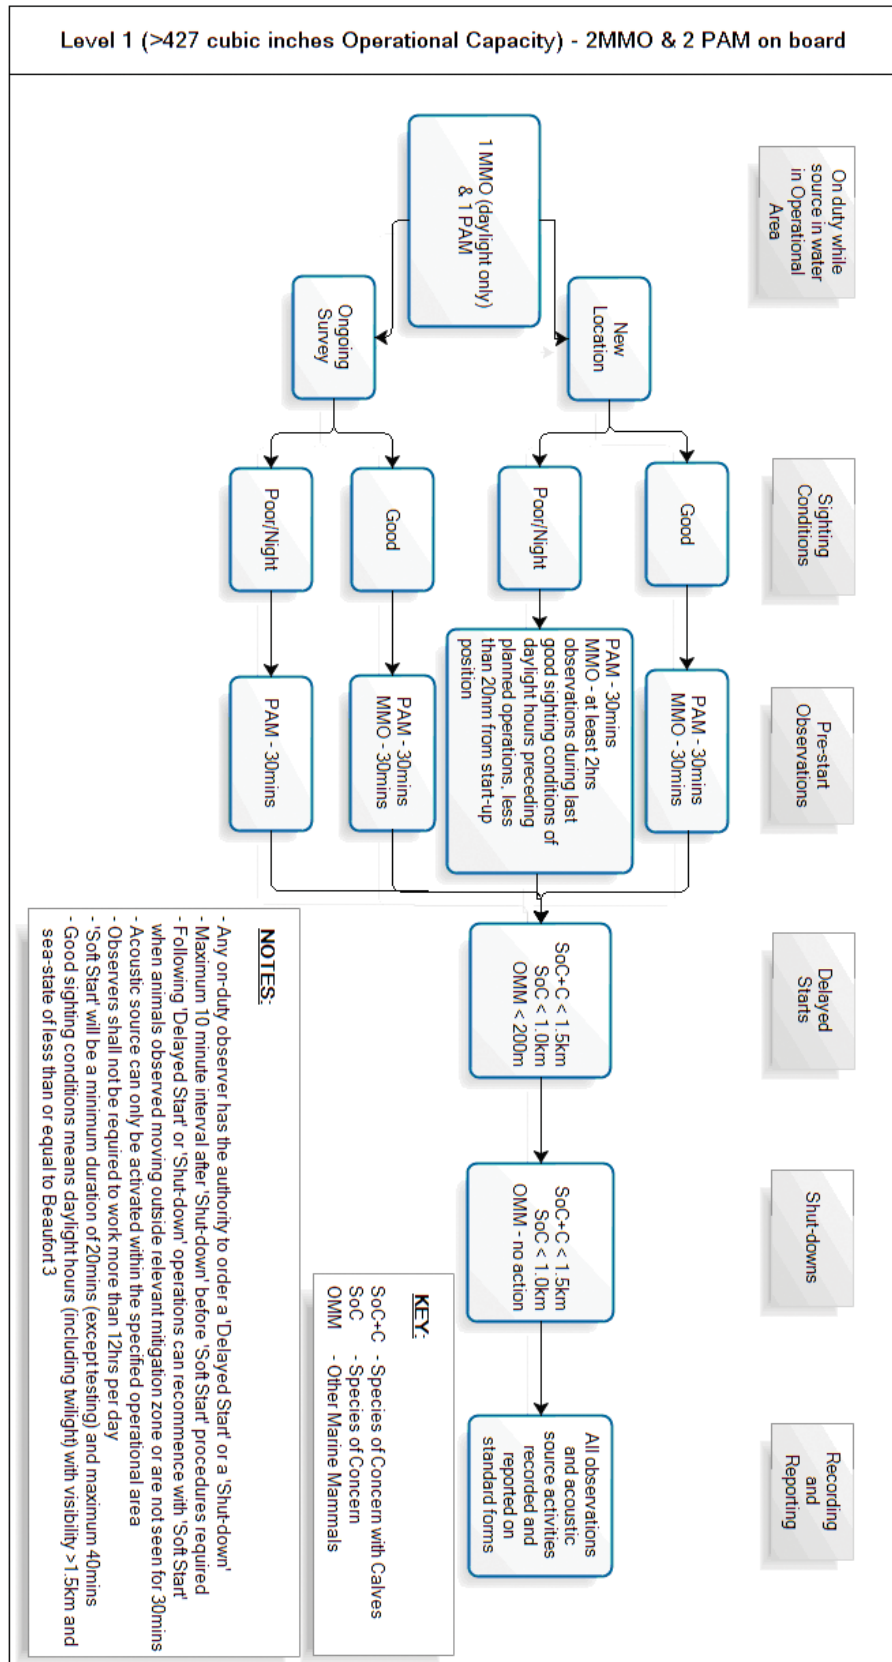 Level 1 (>427 cubic inches Operational Capacity) - 2MMO & 2 PAM on board
On duty while
source in water
in Operational
Area
Sighting
Conditions
Pre-start
Observations
Delayed
Starts
Shut-downs
Recording
and
Reporting
1 MMO (daylight only)
& 1 PAM
New
Location
Good
PAM - 30mins
MMO - 30mins
Poor/Night
PAM - 30mins
MMO - at least 2hrs
observations during last
good sighting conditions of
daylight hours preceding
planned operations, less
than 20nm from start-up
position
Ongoing
Survey
Good
PAM - 30mins
MMO - 30mins
Poor/Night
PAM - 30mins
SoC+C < 1.5km
SoC < 1.0km
OMM < 200m
SoC+C < 1.5km
SoC < 1.0km
OMM - no action
All observations
and acoustic
source activities
recorded and
reported on
standard forms
KEY:
SoC+C - Species of Concern with Calves
SoC - Species of Concern
OMM - Other Marine Mammals
NOTES:
- Any on-duty observer has the authority to order a 'Delayed Start' or a 'Shut-down'
- Maximum 10 minute interval after 'Shut-down' before 'Soft Start' procedures required
- Following 'Delayed Start' or 'Shut-down' operations can recommence with 'Soft Start'
when animals observed moving outside relevant mitigation zone or are not seen for 30mins
- Acoustic source can only be activated within the specified operational area
- Observers shall not be required to work more than 12hrs per day
- 'Soft Start' will be a minimum duration of 20mins (except testing) and maximum 40mins
- Good sighting conditions means daylight hours (including twilight) with visibility >1.5km and
sea-state of less than or equal to Beaufort 3